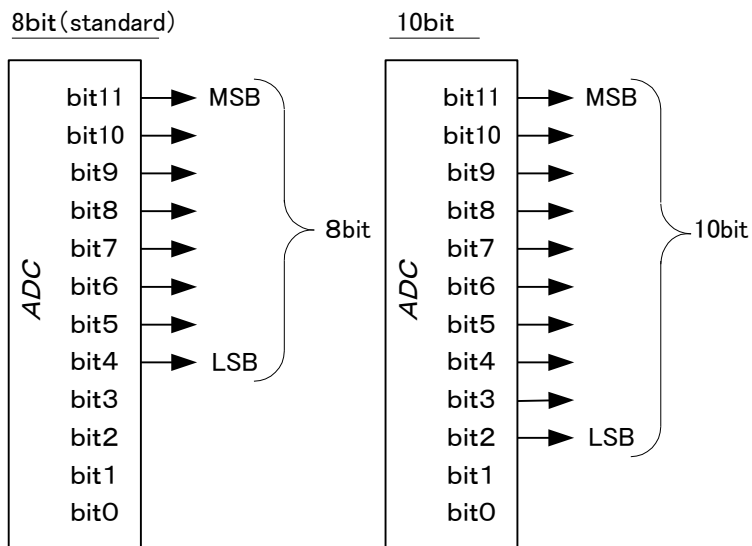 8bit(standard)
bit11 MSB
bit10
bit9
bit8
bit7
bit6
bit5
bit4 LSB
bit3
bit2
bit1
bit0
ADC
8bit
10bit
bit11 MSB
bit10
bit9
bit8
bit7
bit6
bit5
bit4
bit3
bit2 LSB
bit1
bit0
ADC
10bit